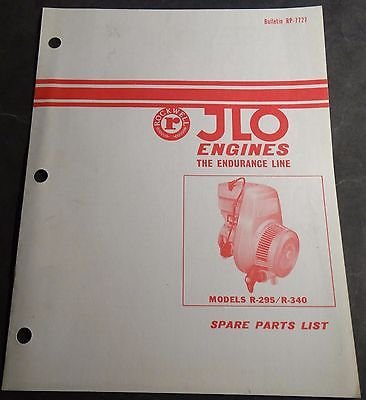 Bulletin RP-7727
ROCKWELL
r
JLO
ENGINES
THE ENDURANCE LINE
MODELS R-295/R-340
SPARE PARTS LIST